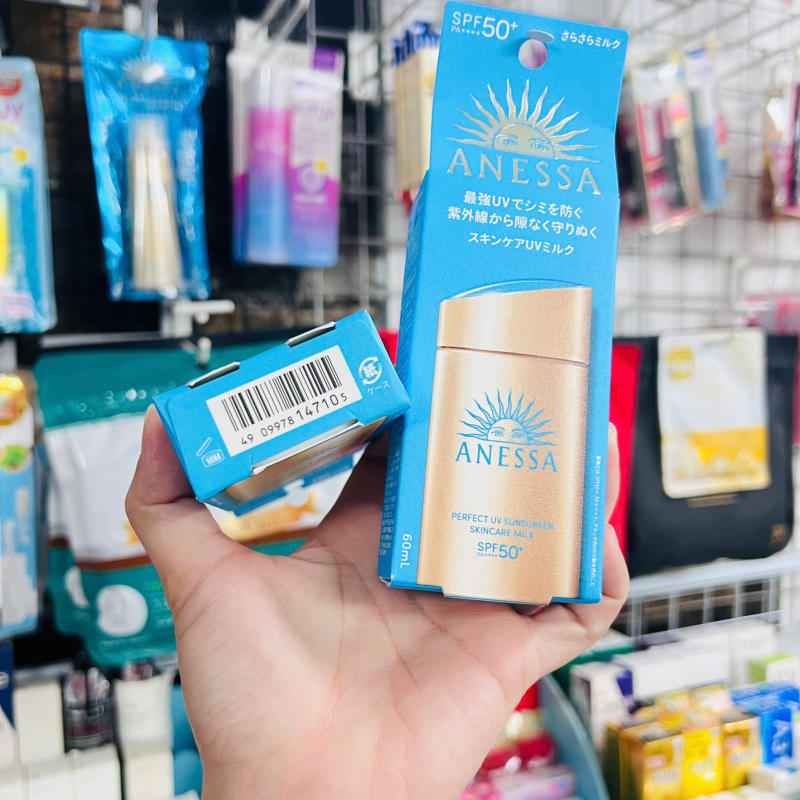 SPF50+
PA++++
さらさらミルク
ANESSA
最強UVでシミを防ぐ
紫外線から隙なく守りぬく
スキンケアUVミルク
ANESSA
PERFECT UV SUNSCREEN
SKINCARE MILK
SPF50+
PA++++
60mL
紙
ケース
49 09978 147105
18M